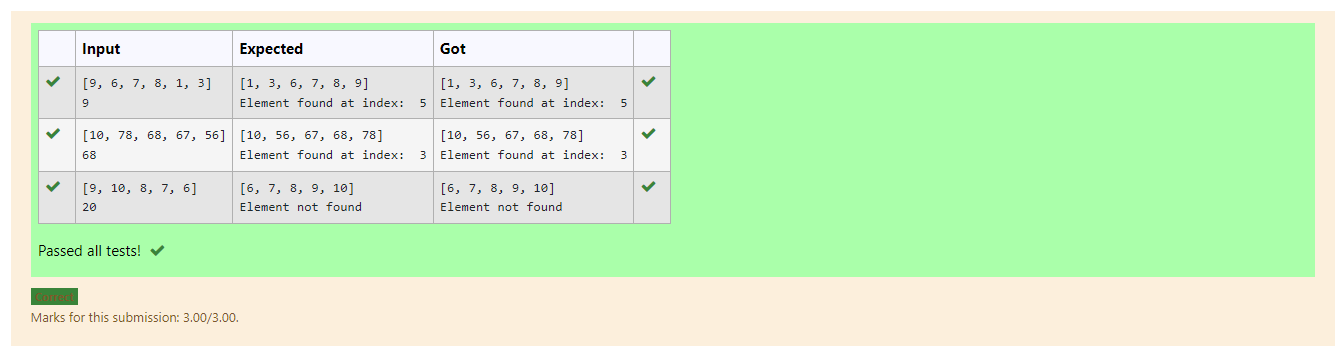 Input Expected Got
[9, 6, 7, 8, 1, 3] [1, 3, 6, 7, 8, 9] [1, 3, 6, 7, 8, 9]
9 Element found at index:  5 Element found at index:  5
[10, 78, 68, 67, 56] [10, 56, 67, 68, 78] [10, 56, 67, 68, 78]
68 Element found at index:  3 Element found at index:  3
[9, 10, 8, 7, 6] [6, 7, 8, 9, 10] [6, 7, 8, 9, 10]
20 Element not found Element not found
Passed all tests!
Correct
Marks for this submission: 3.00/3.00.